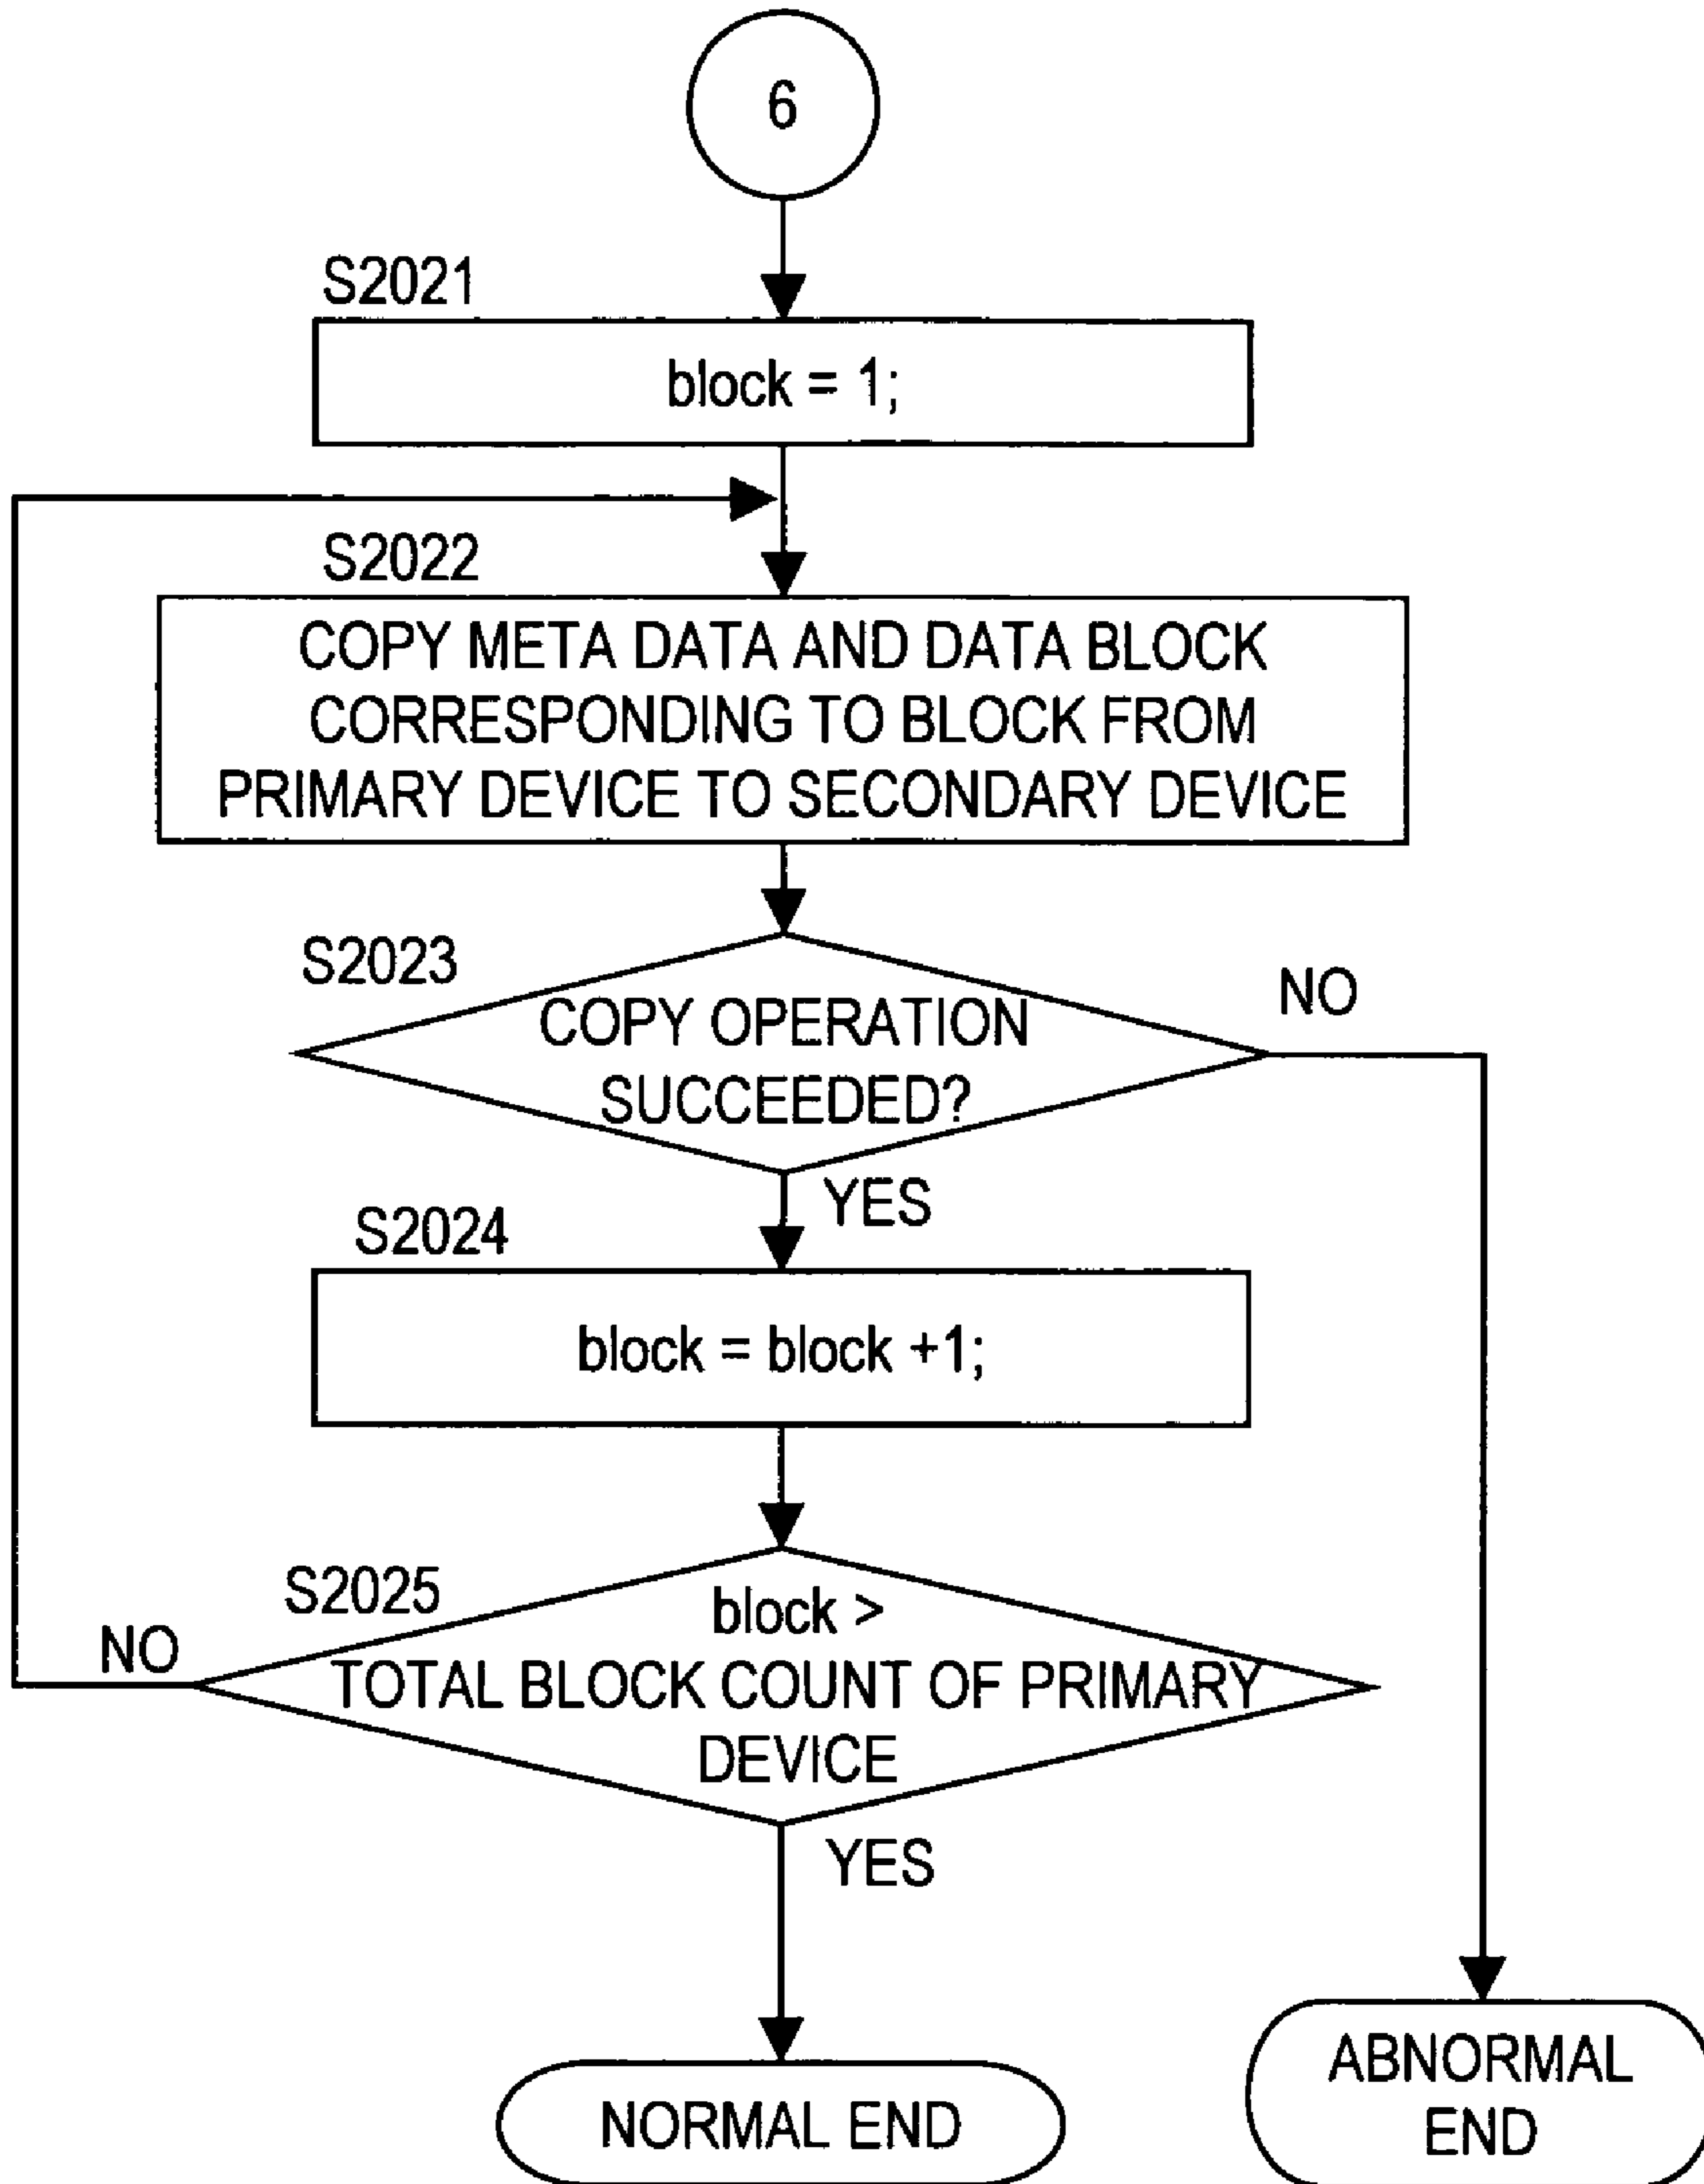 6
S2021
block = 1;
S2022
COPY META DATA AND DATA BLOCK
CORRESPONDING TO BLOCK FROM
PRIMARY DEVICE TO SECONDARY DEVICE
S2023
NO
COPY OPERATION
SUCCEEDED?
YES
S2024
block = block +1;
S2025
block >
NO
TOTAL BLOCK COUNT OF PRIMARY
DEVICE
YES
NORMAL END
ABNORMAL
END